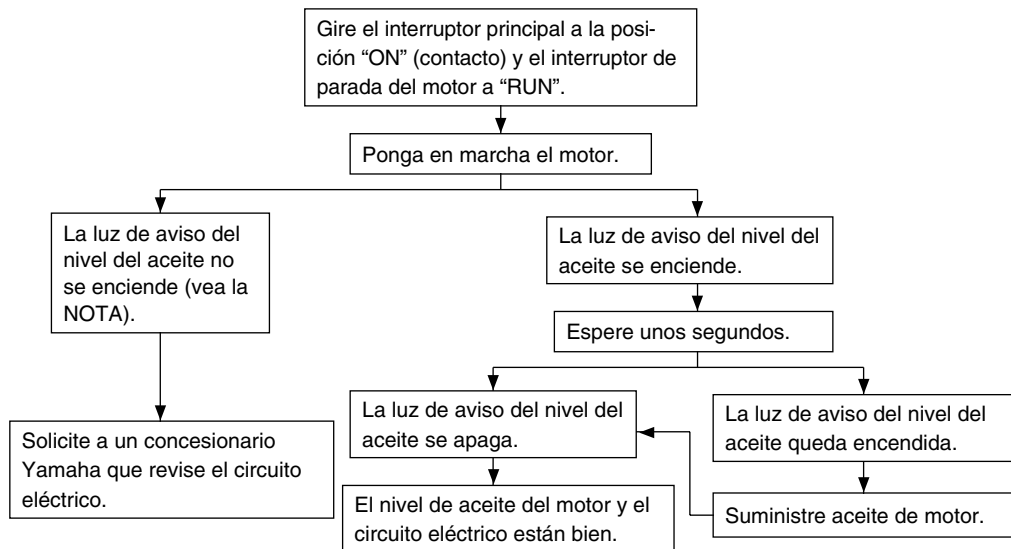 Gire el interruptor principal a la posi-
ción “ON” (contacto) y el interruptor de
parada del motor a “RUN”.
Ponga en marcha el motor.
La luz de aviso del
nivel del aceite no
se enciende (vea la
NOTA).
La luz de aviso del nivel del
aceite se enciende.
Espere unos segundos.
Solicite a un concesionario
Yamaha que revise el circuito
eléctrico.
La luz de aviso del nivel del
aceite se apaga.
La luz de aviso del nivel del
aceite queda encendida.
El nivel de aceite del motor y el
circuito eléctrico están bien.
Suministre aceite de motor.